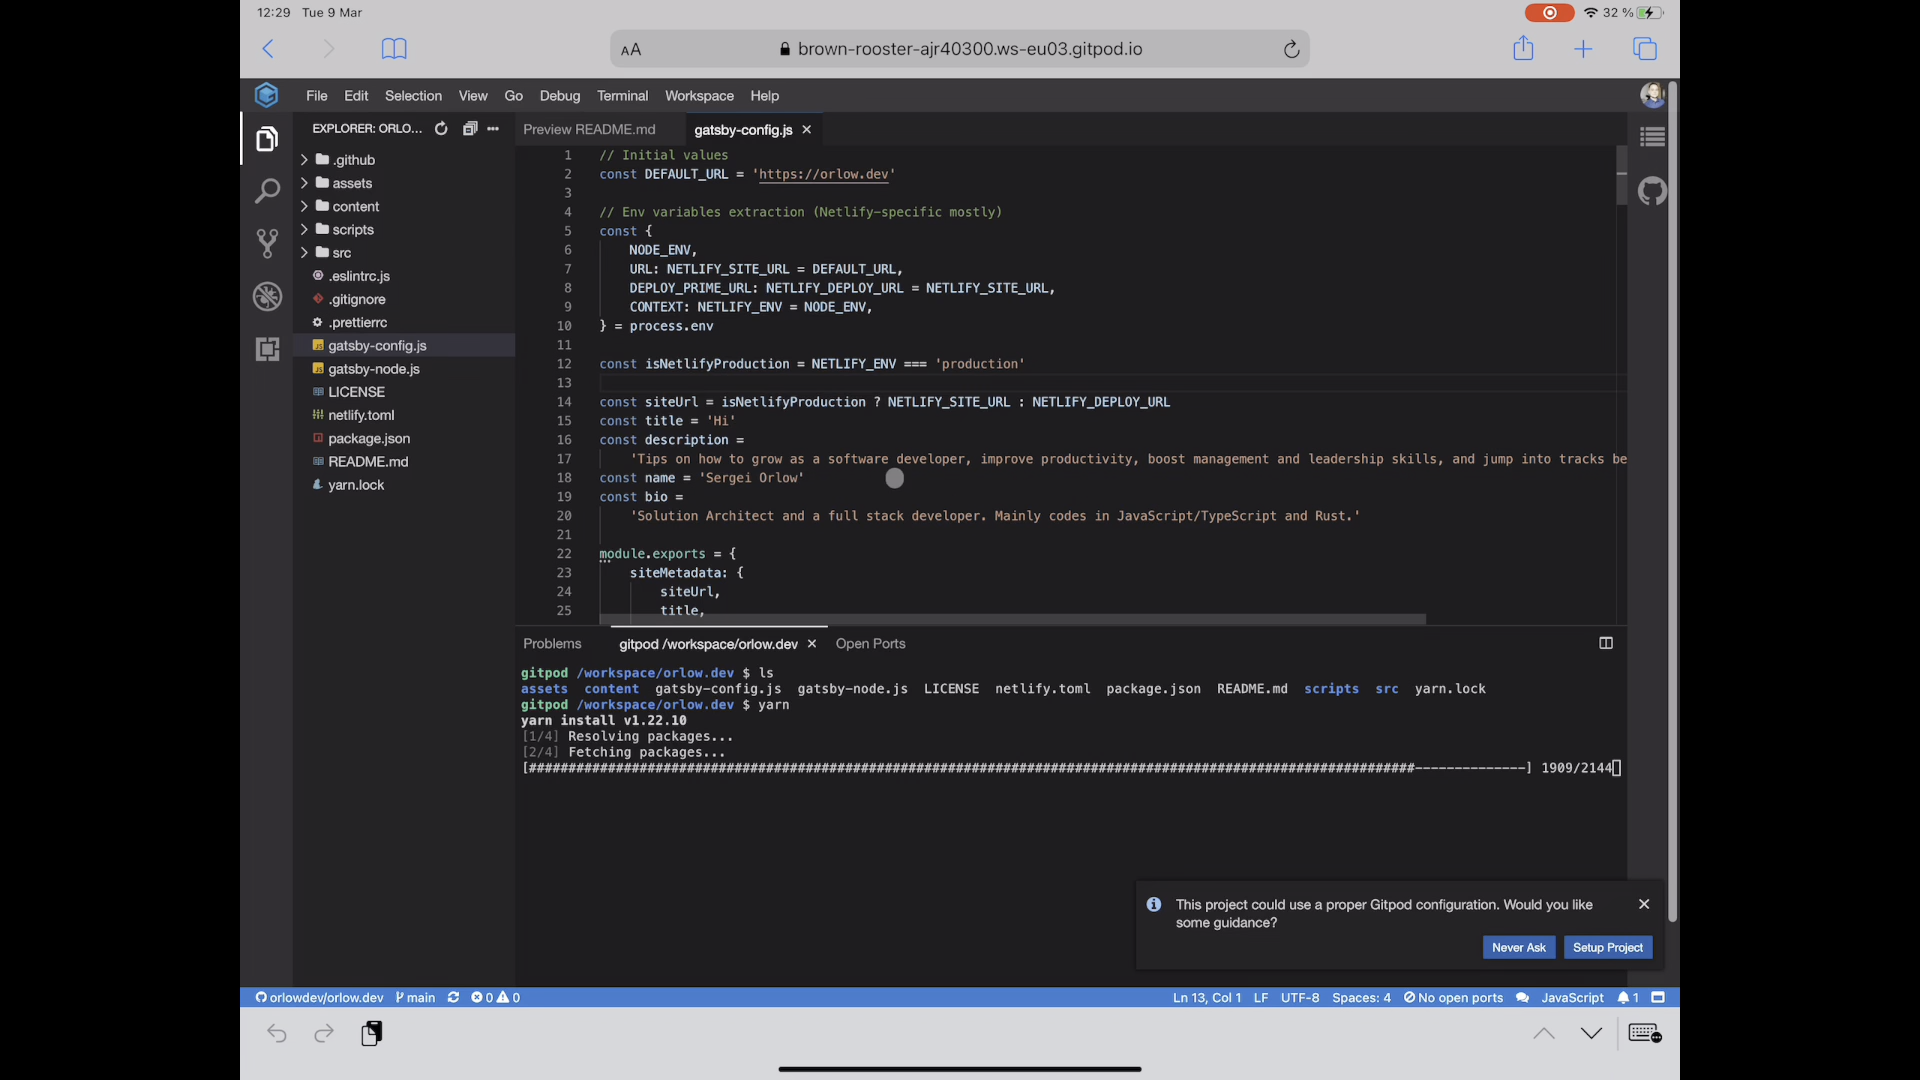 12:29 Tue 9 Mar
32 %
AA
brown-rooster-ajr40300.ws-eu03.gitpod.io
File Edit Selection View Go Debug Terminal Workspace Help
EXPLORER: ORLO...
.github
assets
content
scripts
src
.eslintrc.js
.gitignore
.prettierrc
gatsby-config.js
gatsby-node.js
LICENSE
netlify.toml
package.json
README.md
yarn.lock
Preview README.md
gatsby-config.js
1 // Initial values
2 const DEFAULT_URL = 'https://orlow.dev'
3
4 // Env variables extraction (Netlify-specific mostly)
5 const {
6 NODE_ENV,
7 URL: NETLIFY_SITE_URL = DEFAULT_URL,
8 DEPLOY_PRIME_URL: NETLIFY_DEPLOY_URL = NETLIFY_SITE_URL,
9 CONTEXT: NETLIFY_ENV = NODE_ENV,
10 } = process.env
11
12 const isNetlifyProduction = NETLIFY_ENV === 'production'
13
14 const siteUrl = isNetlifyProduction ? NETLIFY_SITE_URL : NETLIFY_DEPLOY_URL
15 const title = 'Hi'
16 const description =
17 'Tips on how to grow as a software developer, improve productivity, boost management and leadership skills, and jump into tracks be
18 const name = 'Sergei Orlow'
19 const bio =
20 'Solution Architect and a full stack developer. Mainly codes in JavaScript/TypeScript and Rust.'
21
22 module.exports = {
23 siteMetadata: {
24 siteUrl,
25 title,
Problems
gitpod /workspace/orlow.dev
Open Ports
gitpod /workspace/orlow.dev $ ls
assets content gatsby-config.js gatsby-node.js LICENSE netlify.toml package.json README.md scripts src yarn.lock
gitpod /workspace/orlow.dev $ yarn
yarn install v1.22.10
[1/4] Resolving packages...
[2/4] Fetching packages...
[#####################################################################################################################--------------] 1909/2144
This project could use a proper Gitpod configuration. Would you like
some guidance?
Never Ask
Setup Project
orlowdev/orlow.dev main 0 0
Ln 13, Col 1 LF UTF-8 Spaces: 4 No open ports JavaScript 1